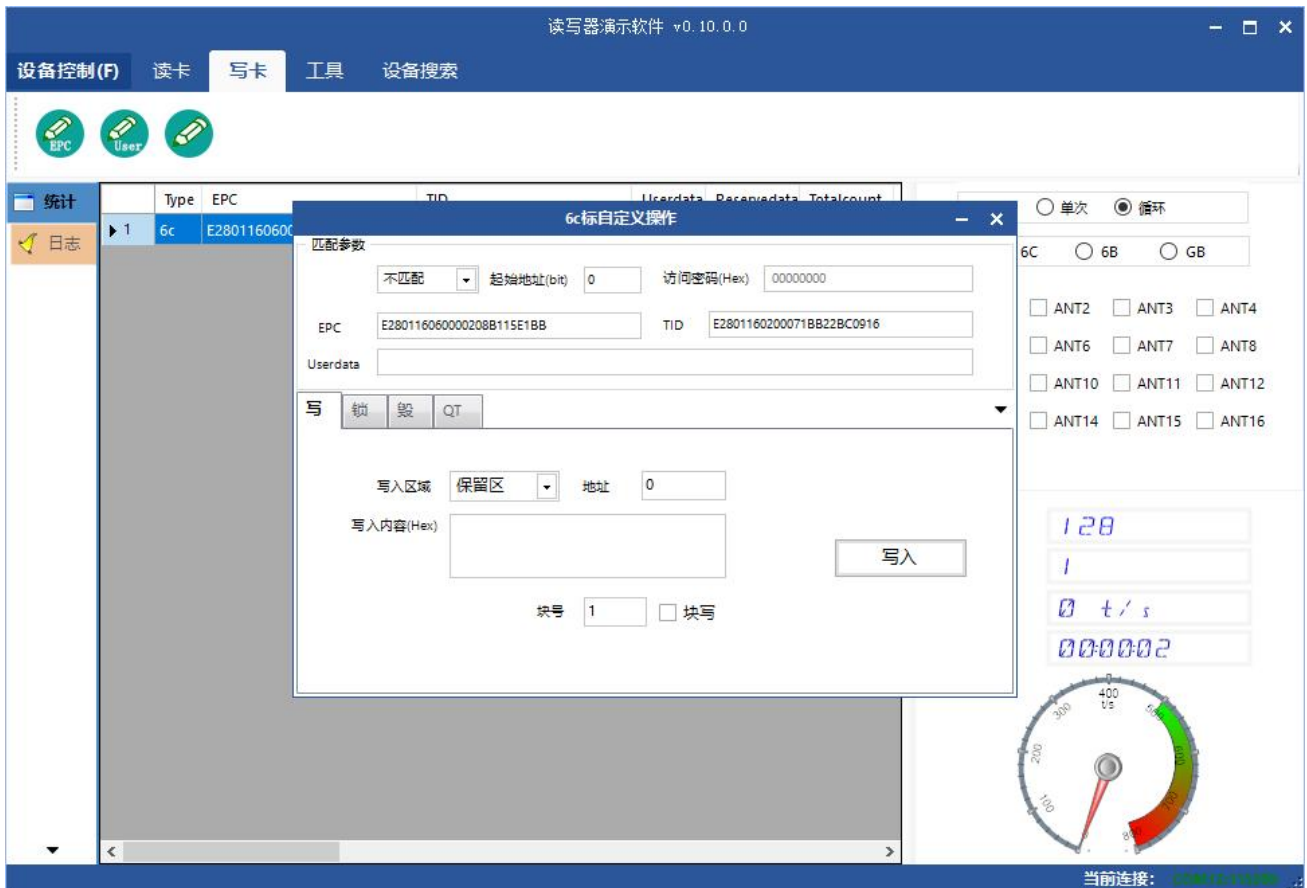 读写器演示软件 v0.10.0.0
设备控制(F) 读卡 写卡 工具 设备搜索
EPC User
统计
日志
Type EPC TID Userdata Reservedata Totalcount
1 6c E2801160600
6c标自定义操作
匹配参数
不匹配 起始地址(bit) 0 访问密码(Hex) 00000000
EPC E280116060000208B115E1BB TID E2801160200071BB22BC0916
Userdata
写 锁 毁 QT
写入区域 保留区 地址 0
写入内容(Hex)
写入
块号 1 块写
单次 循环
6C 6B GB
ANT2 ANT3 ANT4
ANT6 ANT7 ANT8
ANT10 ANT11 ANT12
ANT14 ANT15 ANT16
128
1
0 t/s
00:00:02
400
t/s
300
200
100
600
700
当前连接: